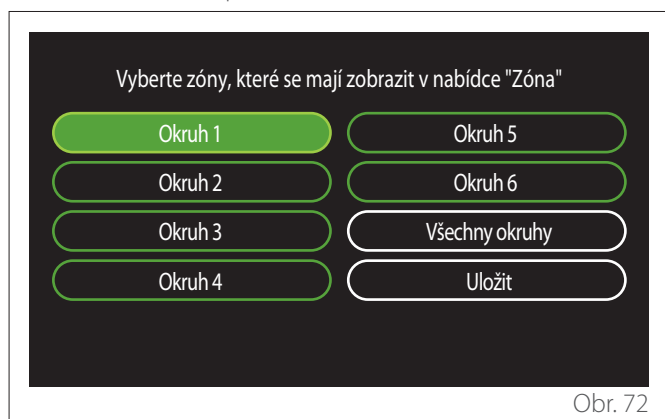 Vyberte zóny, které se mají zobrazit v nabídce "Zóna"
Okruh 1
Okruh 5
Okruh 2
Okruh 6
Okruh 3
Všechny okruhy
Okruh 4
Uložit
Obr. 72